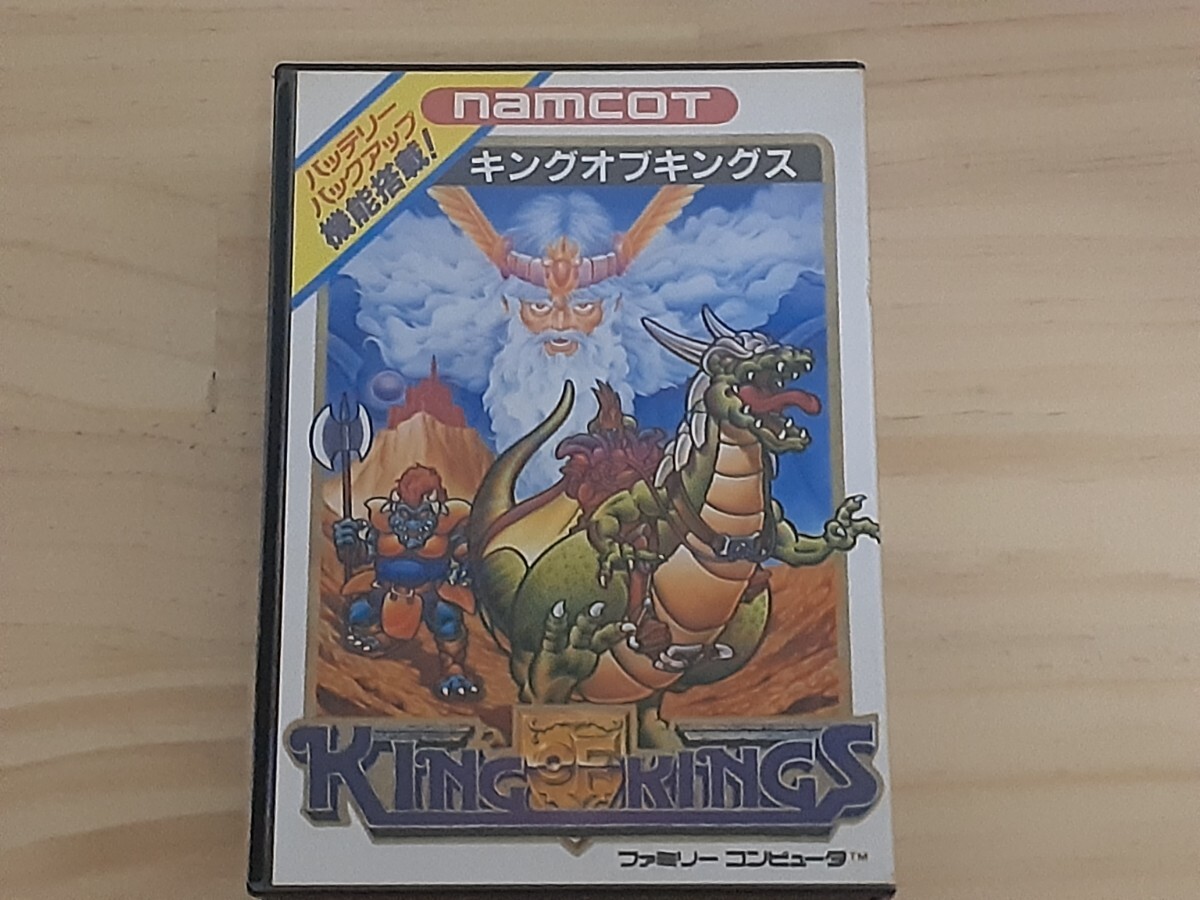 バッテリー
バックアップ
機能搭載!
namcot
キングオブキングス
KING OF KINGS
ファミリー コンピュータ™